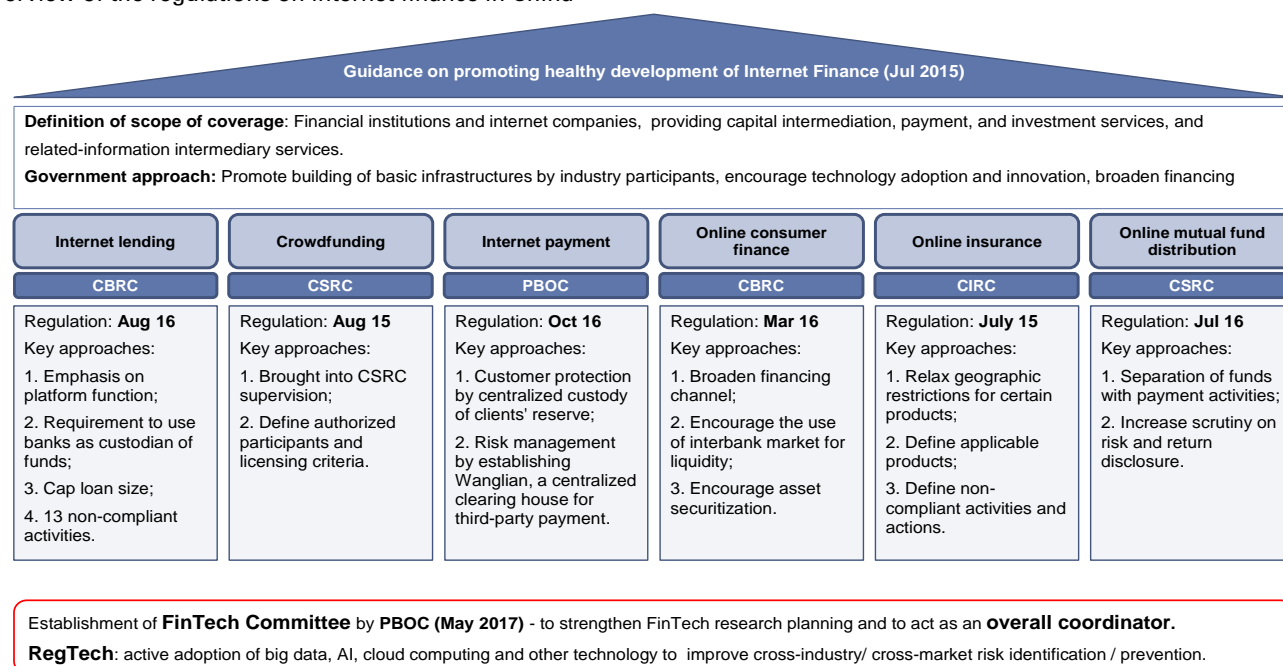 erview of the regulations on internet finance in China
Guidance on promoting healthy development of Internet Finance (Jul 2015)
Definition of scope of coverage: Financial institutions and internet companies, providing capital intermediation, payment, and investment services, and
related-information intermediary services.
Government approach: Promote building of basic infrastructures by industry participants, encourage technology adoption and innovation, broaden financing
Internet lending
CBRC
Regulation: Aug 16
Key approaches:
1. Emphasis on
platform function;
2. Requirement to use
banks as custodian of
funds;
3. Cap loan size;
4. 13 non-compliant
activities.
Crowdfunding
CSRC
Regulation: Aug 15
Key approaches:
1. Brought into CSRC
supervision;
2. Define authorized
participants and
licensing criteria.
Internet payment
PBOC
Regulation: Oct 16
Key approaches:
1. Customer protection
by centralized custody
of clients' reserve;
2. Risk management
by establishing
Wanglian, a centralized
clearing house for
third-party payment.
Online consumer
finance
CBRC
Regulation: Mar 16
Key approaches:
1. Broaden financing
channel;
2. Encourage the use
of interbank market for
liquidity;
3. Encourage asset
securitization.
Online insurance
CIRC
Regulation: July 15
Key approaches:
1. Relax geographic
restrictions for certain
products;
2. Define applicable
products;
3. Define non-
compliant activities and
actions.
Online mutual fund
distribution
CSRC
Regulation: Jul 16
Key approaches:
1. Separation of funds
with payment activities;
2. Increase scrutiny on
risk and return
disclosure.
Establishment of FinTech Committee by PBOC (May 2017) - to strengthen FinTech research planning and to act as an overall coordinator.
RegTech: active adoption of big data, AI, cloud computing and other technology to improve cross-industry/ cross-market risk identification / prevention.